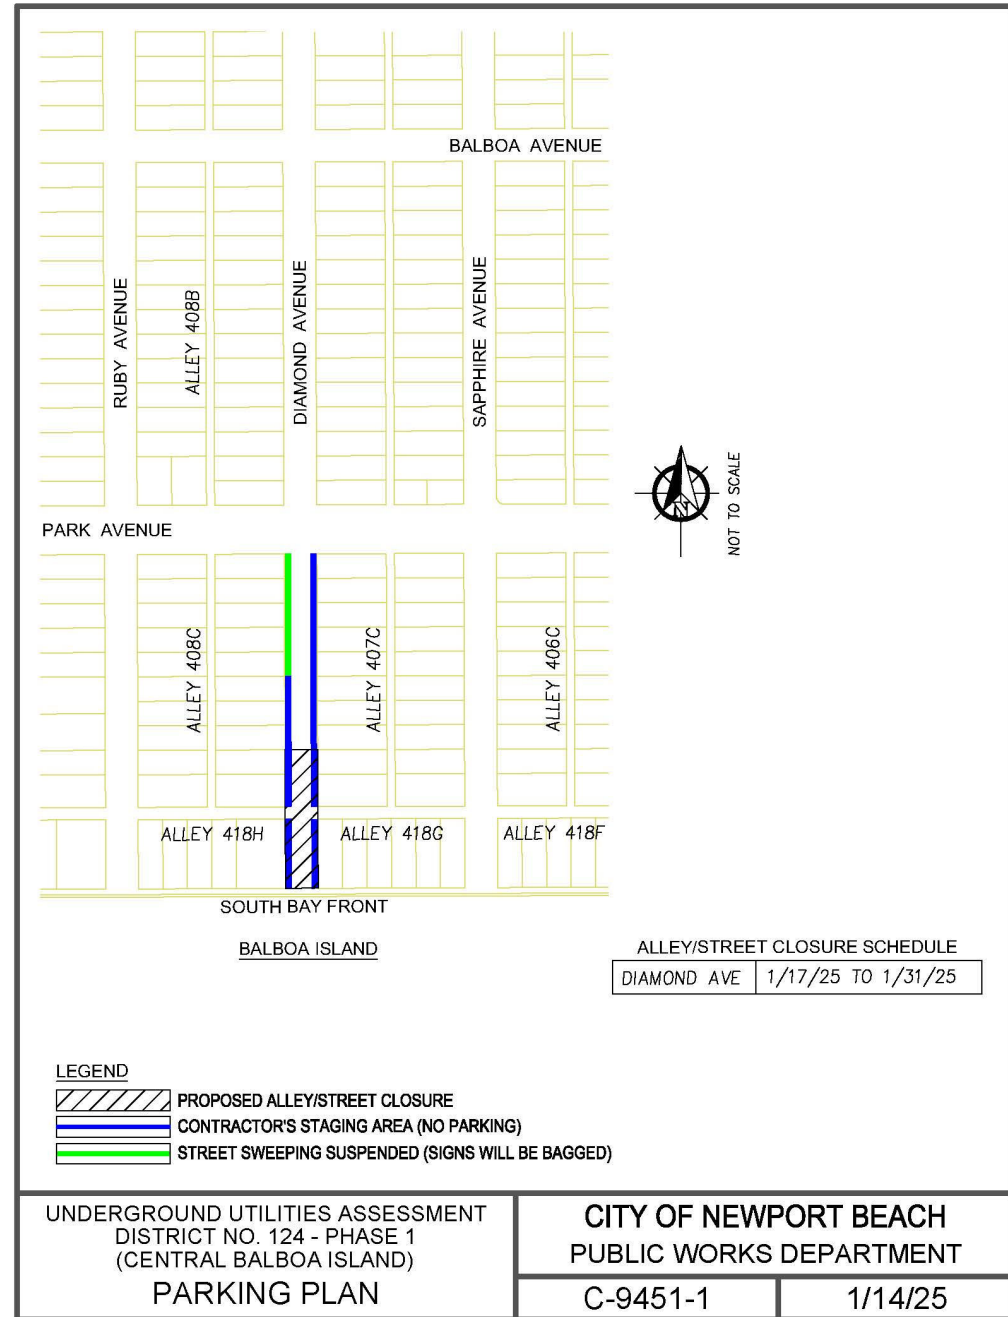 BALBOA AVENUE
RUBY AVENUE
ALLEY 408B
DIAMOND AVENUE
SAPPHIRE AVENUE
N
NOT TO SCALE
PARK AVENUE
ALLEY 408C
ALLEY 407C
ALLEY 406C
ALLEY 418H
ALLEY 418G
ALLEY 418F
SOUTH BAY FRONT
BALBOA ISLAND
ALLEY/STREET CLOSURE SCHEDULE
DIAMOND AVE 1/17/25 TO 1/31/25
LEGEND
PROPOSED ALLEY/STREET CLOSURE
CONTRACTOR'S STAGING AREA (NO PARKING)
STREET SWEEPING SUSPENDED (SIGNS WILL BE BAGGED)
UNDERGROUND UTILITIES ASSESSMENT
DISTRICT NO. 124 - PHASE 1
(CENTRAL BALBOA ISLAND)
PARKING PLAN
CITY OF NEWPORT BEACH
PUBLIC WORKS DEPARTMENT
C-9451-1
1/14/25